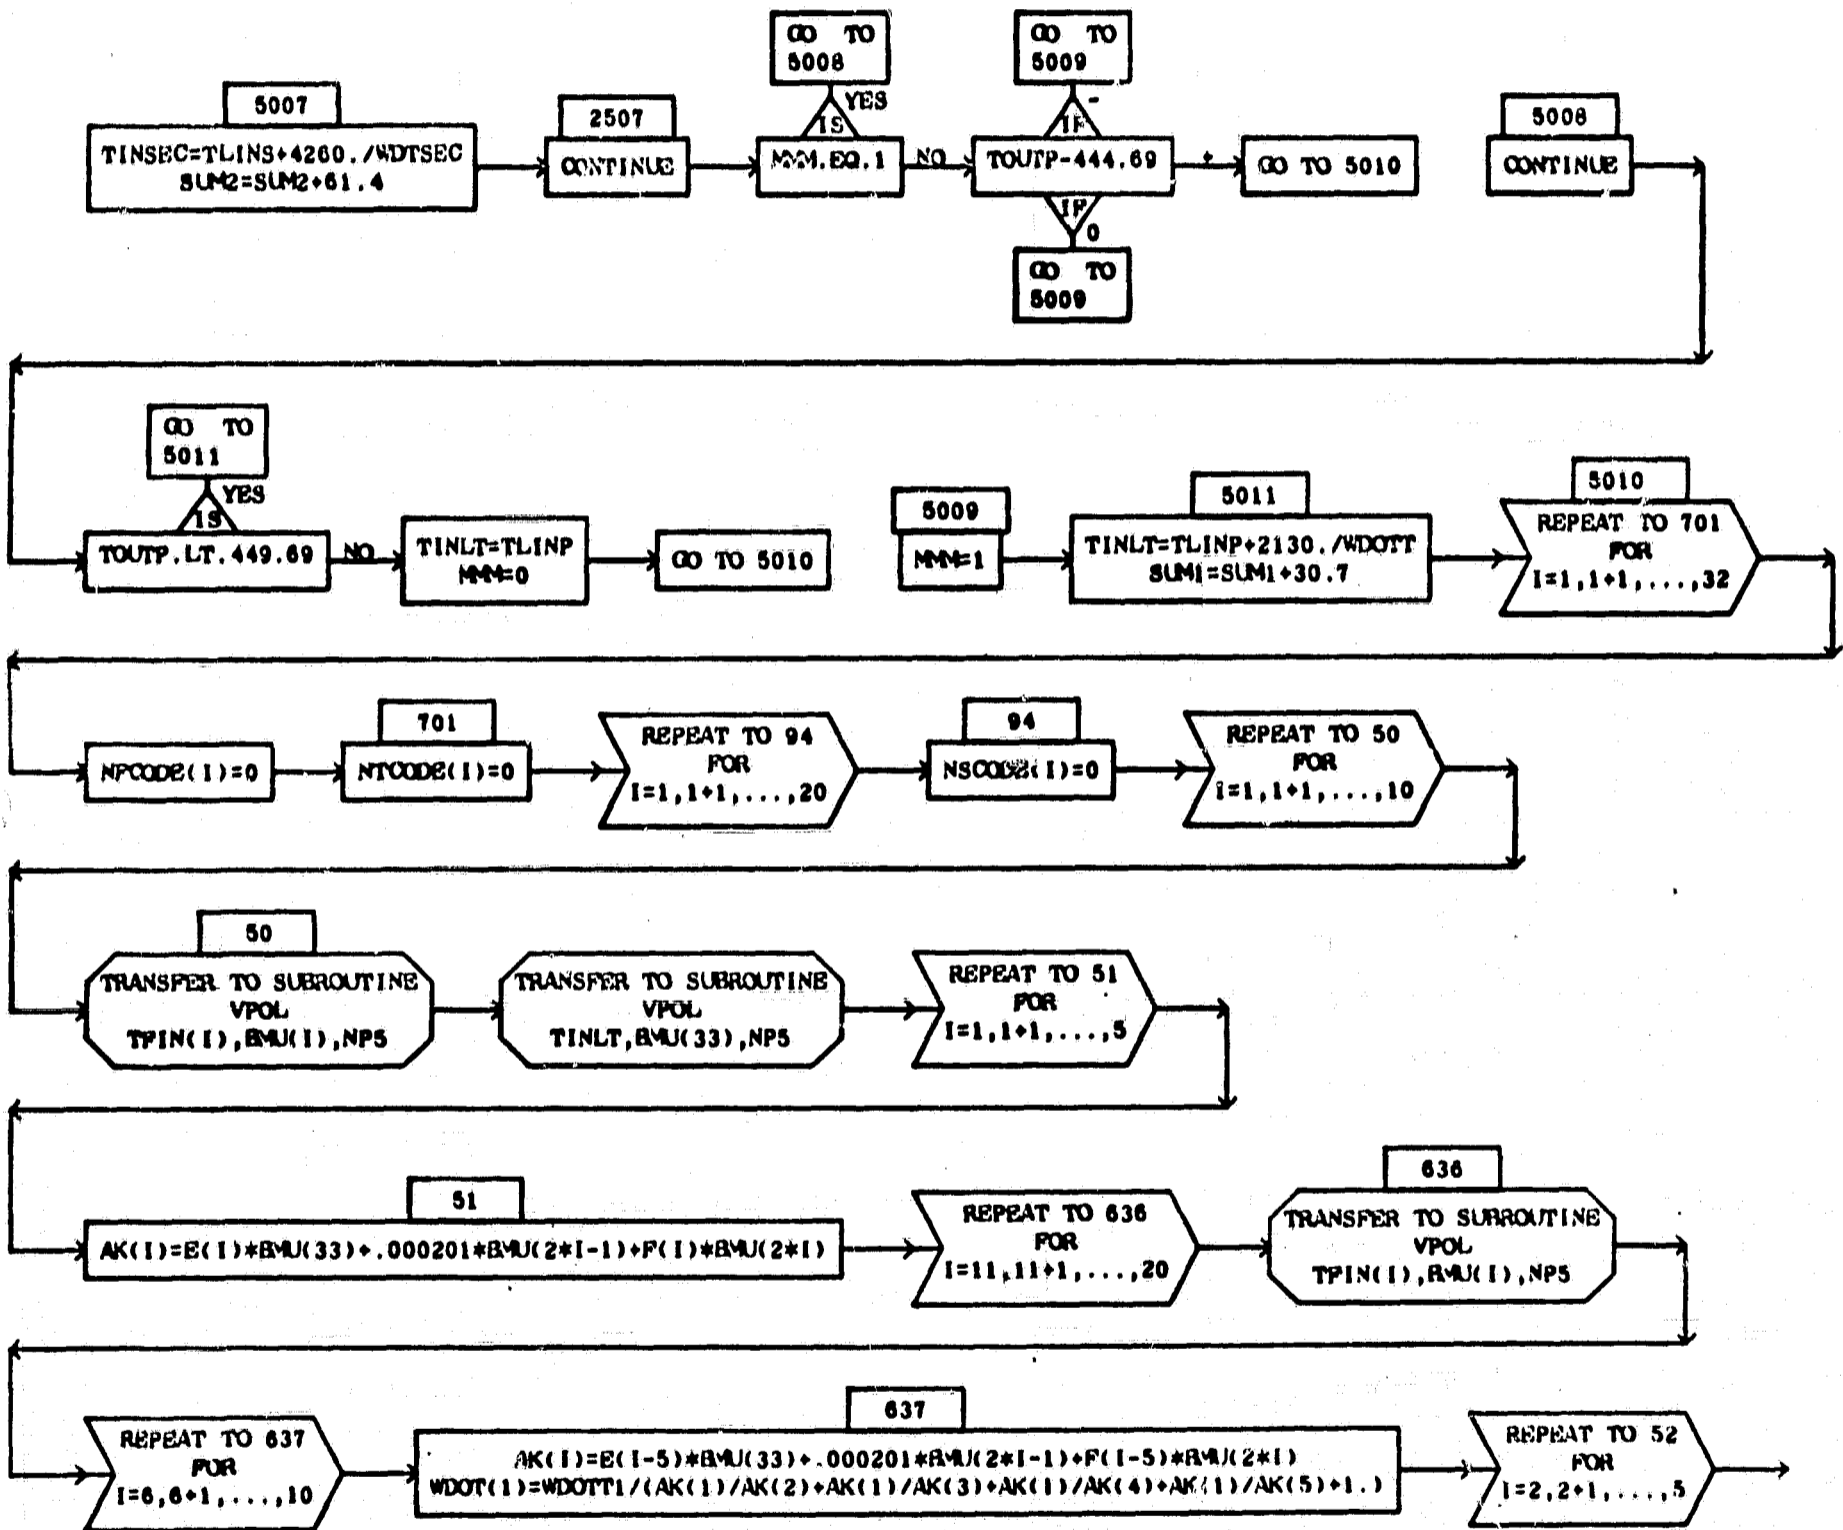 GO TO
5008
GO TO
5009
5007
2507
5008
YES
-
IS
IF
TINSEC=TLINS+4260./WDTSEC
SUM2=SUM2+61.4
CONTINUE
MMM.EQ.1
NO
TOUTP-444.69
+
GO TO 5010
CONTINUE
IF
0
GO TO
5009
GO TO
5011
YES
IS
5009
5011
5010
TOUTP.LT.449.69
NO
TINLT=TLINP
MMM=0
GO TO 5010
MMM=1
TINLT=TLINP+2130./WDOTT
SUM1=SUM1+30.7
REPEAT TO 701
FOR
I=1,1+1,...,32
701
94
NPCODE(I)=0
NTCODE(I)=0
REPEAT TO 94
FOR
I=1,1+1,...,20
NSCODE(I)=0
REPEAT TO 50
FOR
I=1,1+1,...,10
50
TRANSFER TO SUBROUTINE
VPOL
TPIN(I),BMU(I),NP5
TRANSFER TO SUBROUTINE
VPOL
TINLT,BMU(33),NP5
REPEAT TO 51
FOR
I=1,1+1,...,5
51
636
AK(I)=E(I)*BMU(33)+.000201*BMU(2*I-1)+F(I)*BMU(2*I)
REPEAT TO 636
FOR
I=11,11+1,...,20
TRANSFER TO SUBROUTINE
VPOL
TPIN(I),BMU(I),NP5
637
REPEAT TO 637
FOR
I=6,6+1,...,10
AK(I)=E(I-5)*BMU(33)+.000201*BMU(2*I-1)+F(I-5)*BMU(2*I)
WDOT(1)=WDOTT1/(AK(1)/AK(2)+AK(1)/AK(3)+AK(1)/AK(4)+AK(1)/AK(5)+1.)
REPEAT TO 52
FOR
I=2,2+1,...,5